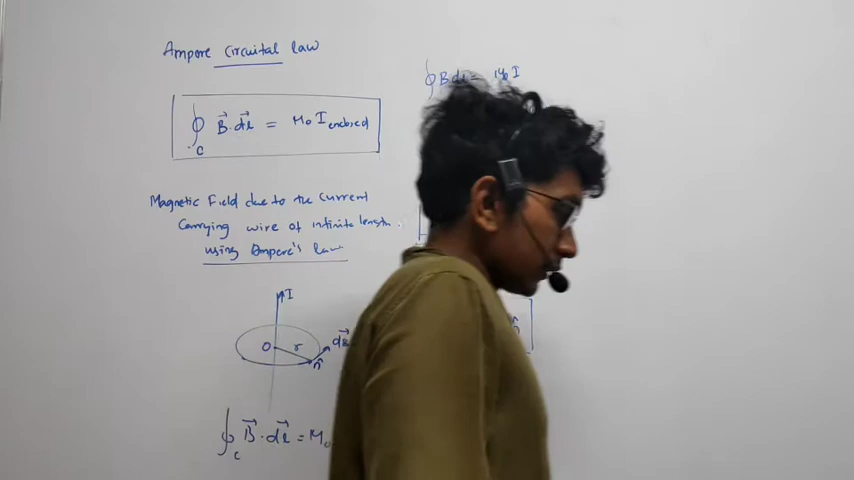 Ampere circuital law
∮ B⃗·dl⃗ = μ₀ I enclosed
c
Magnetic Field due to the current
Carrying wire of infinite length
using Ampere's law
I
O r
n̂
∮ B⃗·dl⃗ = μ₀
c
∮ B·dl = μ₀ I